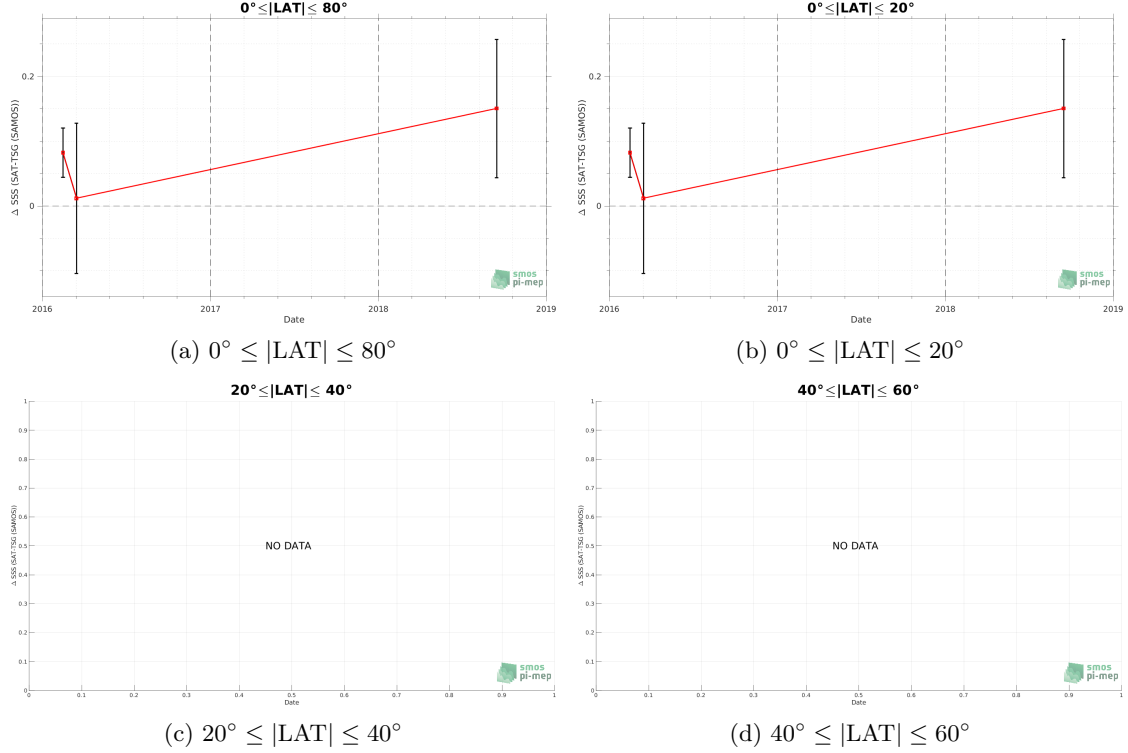 0°≤|LAT|≤ 80°
Δ SSS (SAT-TSG (SAMOS))
0.2
0
smos
pi-mep
2016
2017
2018
2019
Date
(a) 0° ≤ |LAT| ≤ 80°
0°≤|LAT|≤ 20°
Δ SSS (SAT-TSG (SAMOS))
0.2
0
smos
pi-mep
2016
2017
2018
2019
Date
(b) 0° ≤ |LAT| ≤ 20°
20°≤|LAT|≤ 40°
Δ SSS (SAT-TSG (SAMOS))
1
0.9
0.8
0.7
0.6
0.5
0.4
0.3
0.2
0.1
0
NO DATA
smos
pi-mep
0 0.1 0.2 0.3 0.4 0.5 0.6 0.7 0.8 0.9 1
Date
(c) 20° ≤ |LAT| ≤ 40°
40°≤|LAT|≤ 60°
Δ SSS (SAT-TSG (SAMOS))
1
0.9
0.8
0.7
0.6
0.5
0.4
0.3
0.2
0.1
0
NO DATA
smos
pi-mep
0 0.1 0.2 0.3 0.4 0.5 0.6 0.7 0.8 0.9 1
Date
(d) 40° ≤ |LAT| ≤ 60°